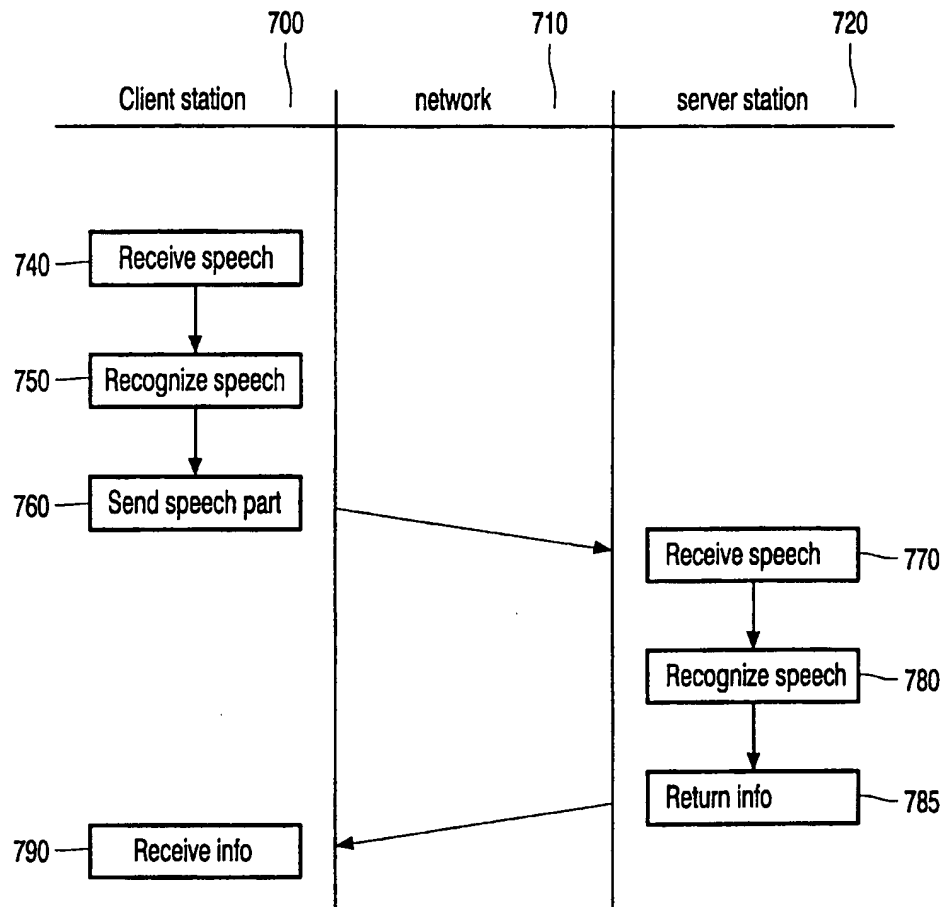 700 710 720
Client station network server station
740 Receive speech
750 Recognize speech
760 Send speech part
Receive speech 770
Recognize speech 780
Return info 785
790 Receive info